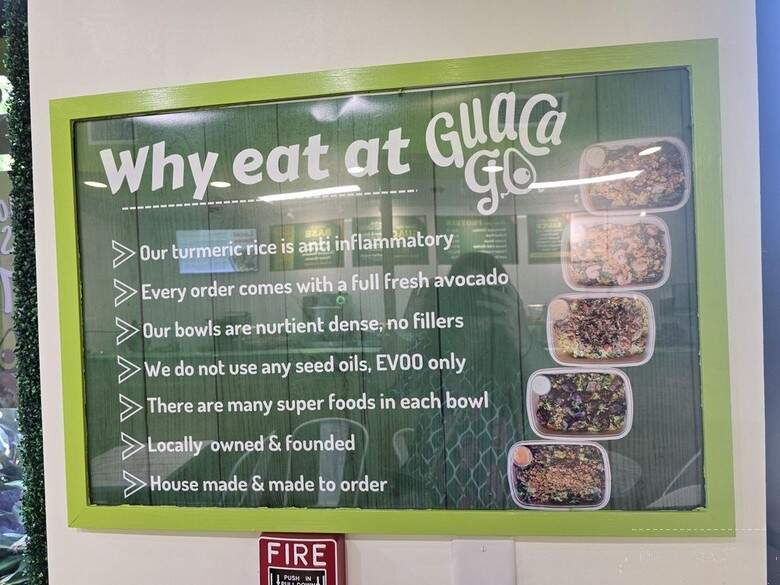 Why eat at GuaCa
GO
Our turmeric rice is anti inflammatory
Every order comes with a full fresh avocado
Our bowls are nurtient dense, no fillers
We do not use any seed oils, EVOO only
There are many super foods in each bowl
Locally owned & founded
House made & made to order
FIRE
PUSH IN
PULL DOWN